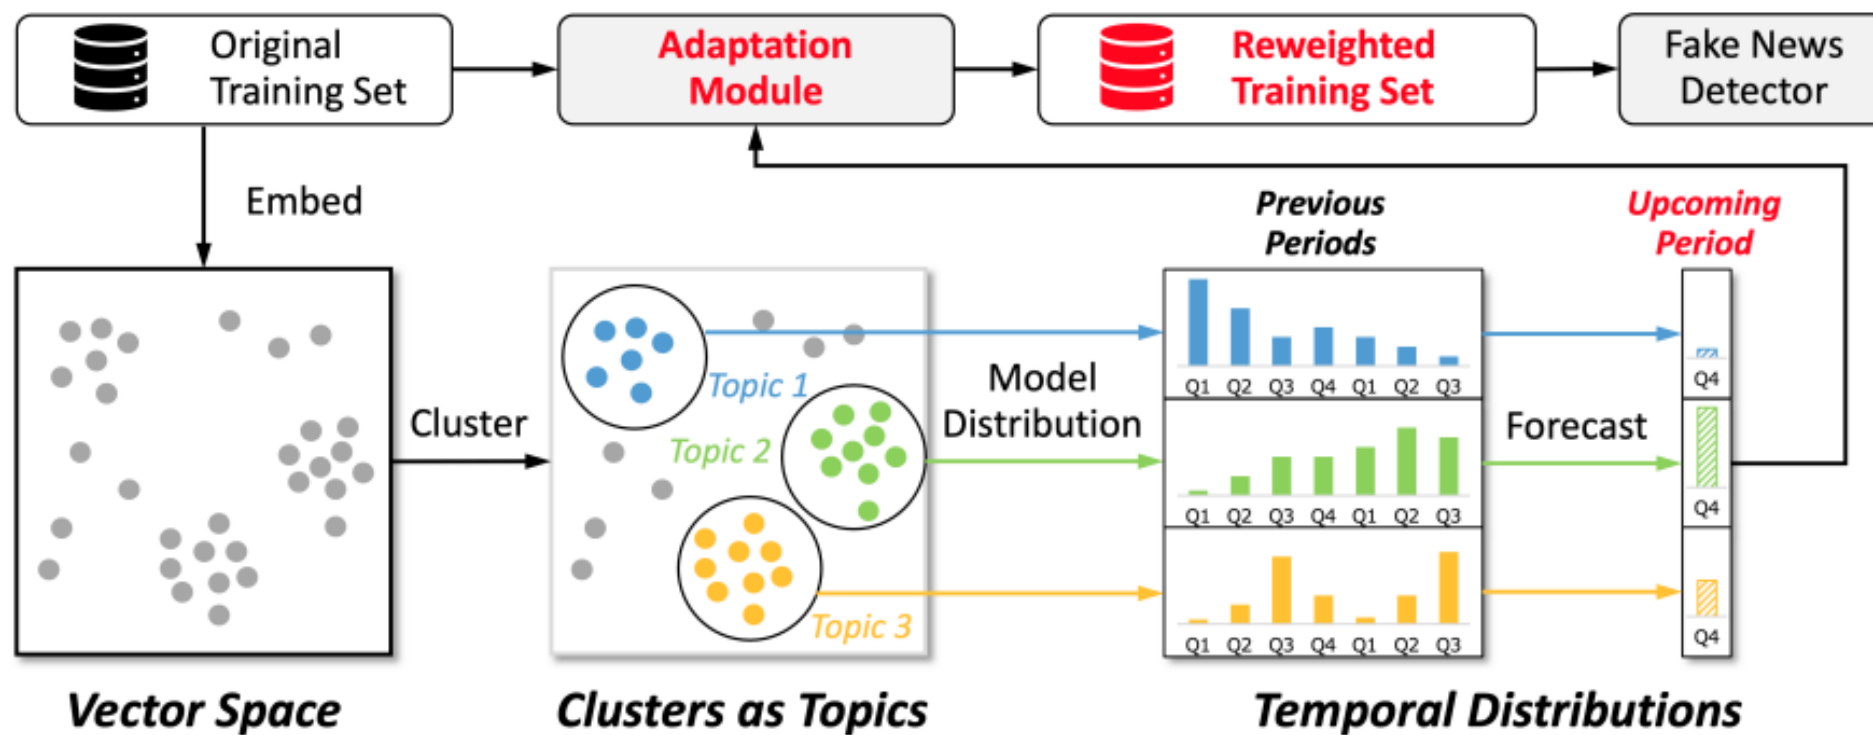 Original
Training Set
Adaptation
Module
Reweighted
Training Set
Fake News
Detector
Embed
Previous
Periods
Upcoming
Period
Topic 1
Topic 2
Topic 3
Cluster
Model
Distribution
Forecast
Q1 Q2 Q3 Q4 Q1 Q2 Q3
Q4
Q1 Q2 Q3 Q4 Q1 Q2 Q3
Q4
Q1 Q2 Q3 Q4 Q1 Q2 Q3
Q4
Vector Space
Clusters as Topics
Temporal Distributions